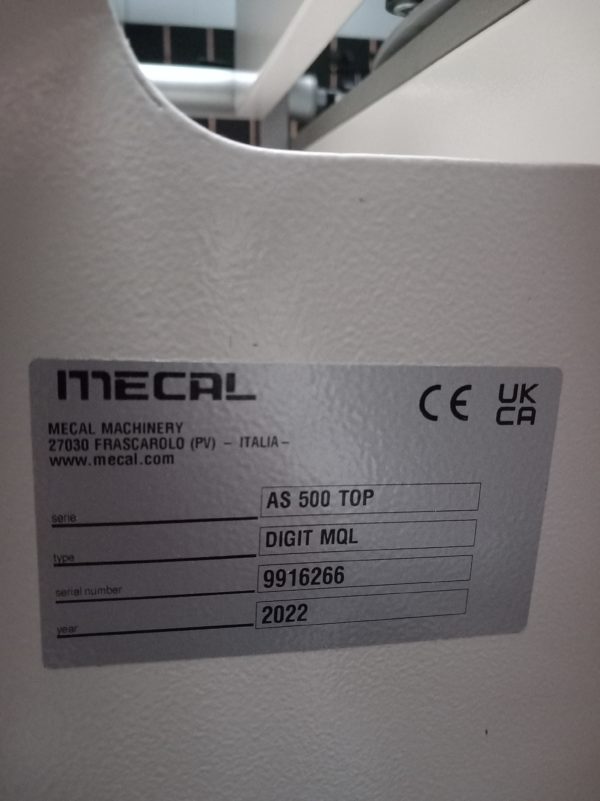 MECAL
CE UK CA
MECAL MACHINERY
27030 FRASCAROLO (PV) - ITALIA -
www.mecal.com
serie AS 500 TOP
type DIGIT MQL
serial number 9916266
year 2022